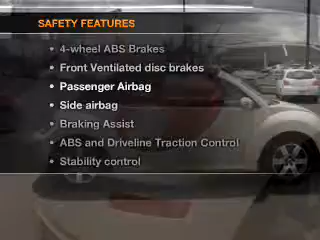 SAFETY FEATURES
• 4-wheel ABS Brakes
• Front Ventilated disc brakes
• Passenger Airbag
• Side airbag
• Braking Assist
• ABS and Driveline Traction Control
• Stability control